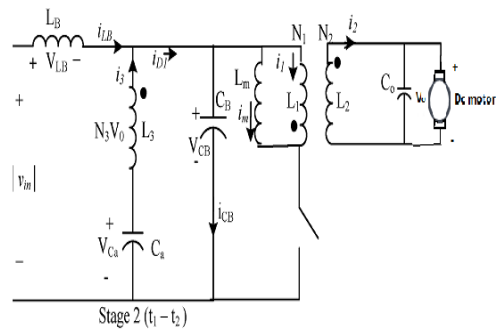 L_B
i_LB
+ V_LB −
i_D1
N_1
N_2
i_2
i_3
i_1
L_m
C_B
C_o
+
+
+
L_1
L_2
V_o
Dc motor
N_3V_0
L_3
i_m
V_CB
-
-
|v_in|
i_CB
+
V_Ca
C_a
-
−
Stage 2 (t_1 – t_2)